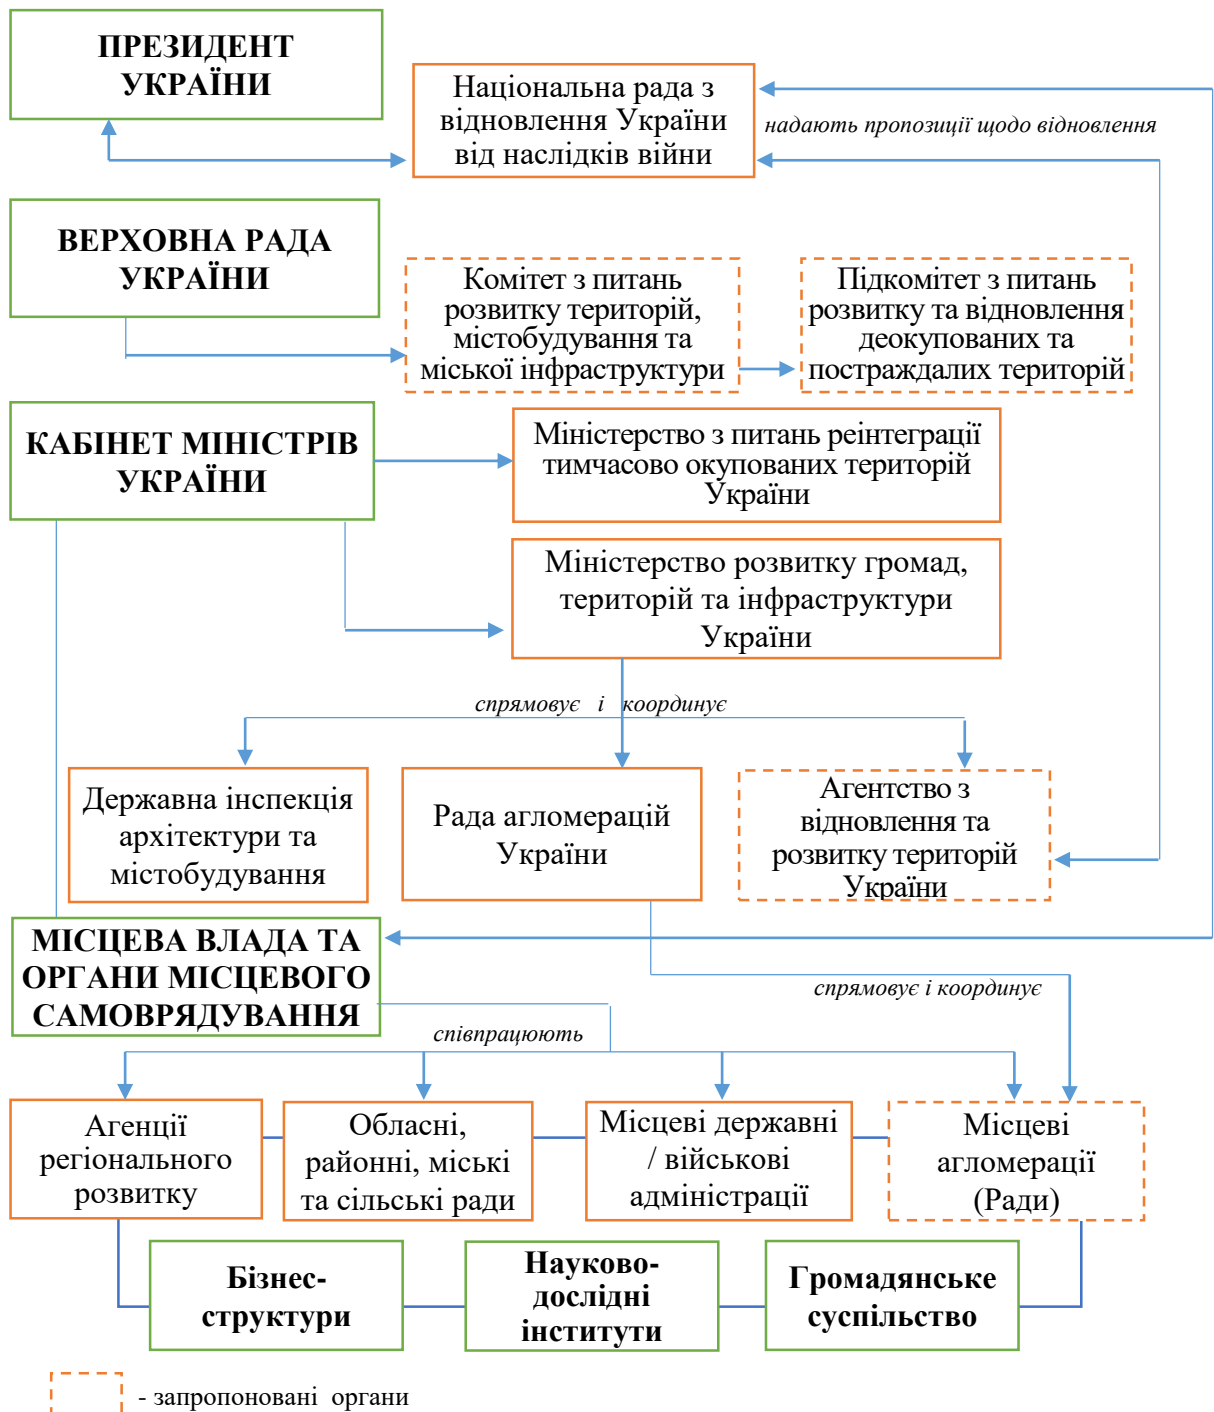 ПРЕЗИДЕНТ
УКРАЇНИ
Національна рада з
відновлення України
від наслідків війни
надають пропозиції щодо відновлення
ВЕРХОВНА РАДА
УКРАЇНИ
Комітет з питань
розвитку територій,
містобудування та
міської інфраструктури
Підкомітет з питань
розвитку та відновлення
деокупованих та
постраждалих територій
КАБІНЕТ МІНІСТРІВ
УКРАЇНИ
Міністерство з питань реінтеграції
тимчасово окупованих територій
України
Міністерство розвитку громад,
територій та інфраструктури
України
спрямовує і координує
Державна інспекція
архітектури та
містобудування
Рада агломерацій
України
Агентство з
відновлення та
розвитку територій
України
МІСЦЕВА ВЛАДА ТА
ОРГАНИ МІСЦЕВОГО
САМОВРЯДУВАННЯ
спрямовує і координує
співпрацюють
Агенції
регіонального
розвитку
Обласні,
районні, міські
та сільські ради
Місцеві державні
/ військові
адміністрації
Місцеві
агломерації
(Ради)
Бізнес-
структури
Науково-
дослідні
інститути
Громадянське
суспільство
- запропоновані органи